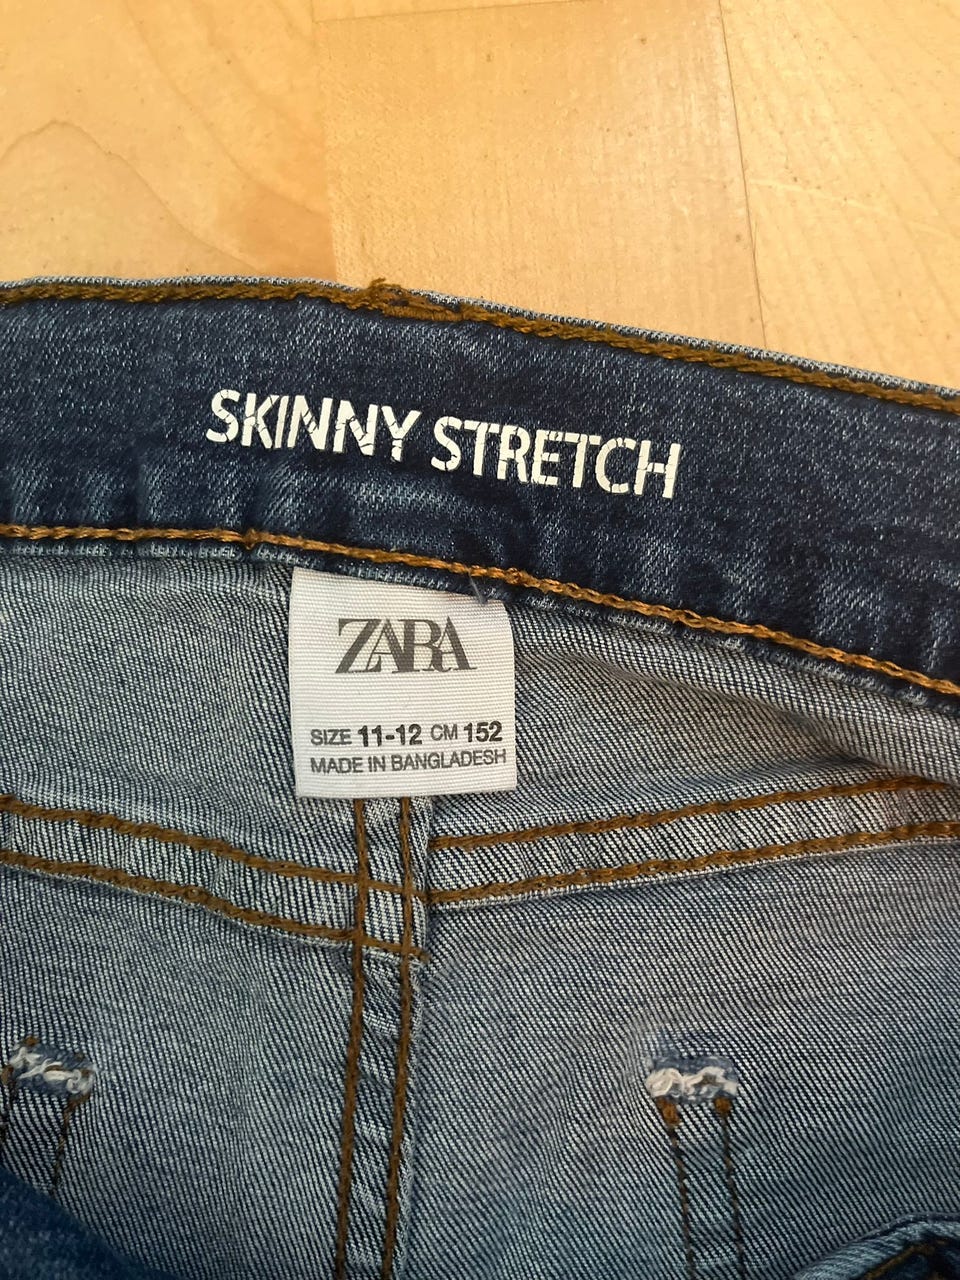 SKINNY STRETCH
ZARA
SIZE 11-12 CM 152
MADE IN BANGLADESH